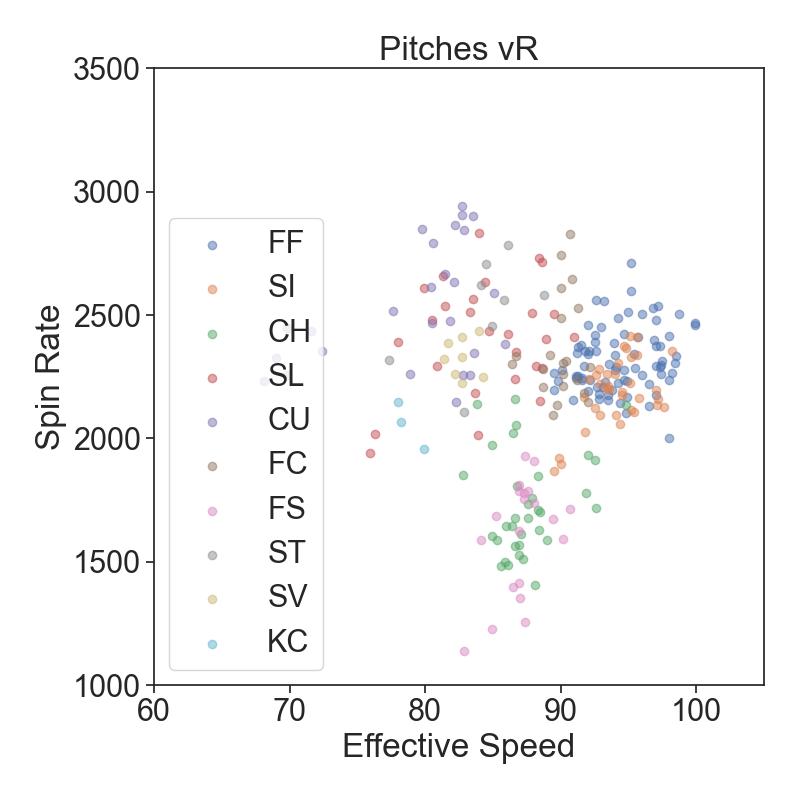 Pitches vR
3500
3000
2500
2000
1500
1000
Spin Rate
FF
SI
CH
SL
CU
FC
FS
ST
SV
KC
60 70 80 90 100
Effective Speed